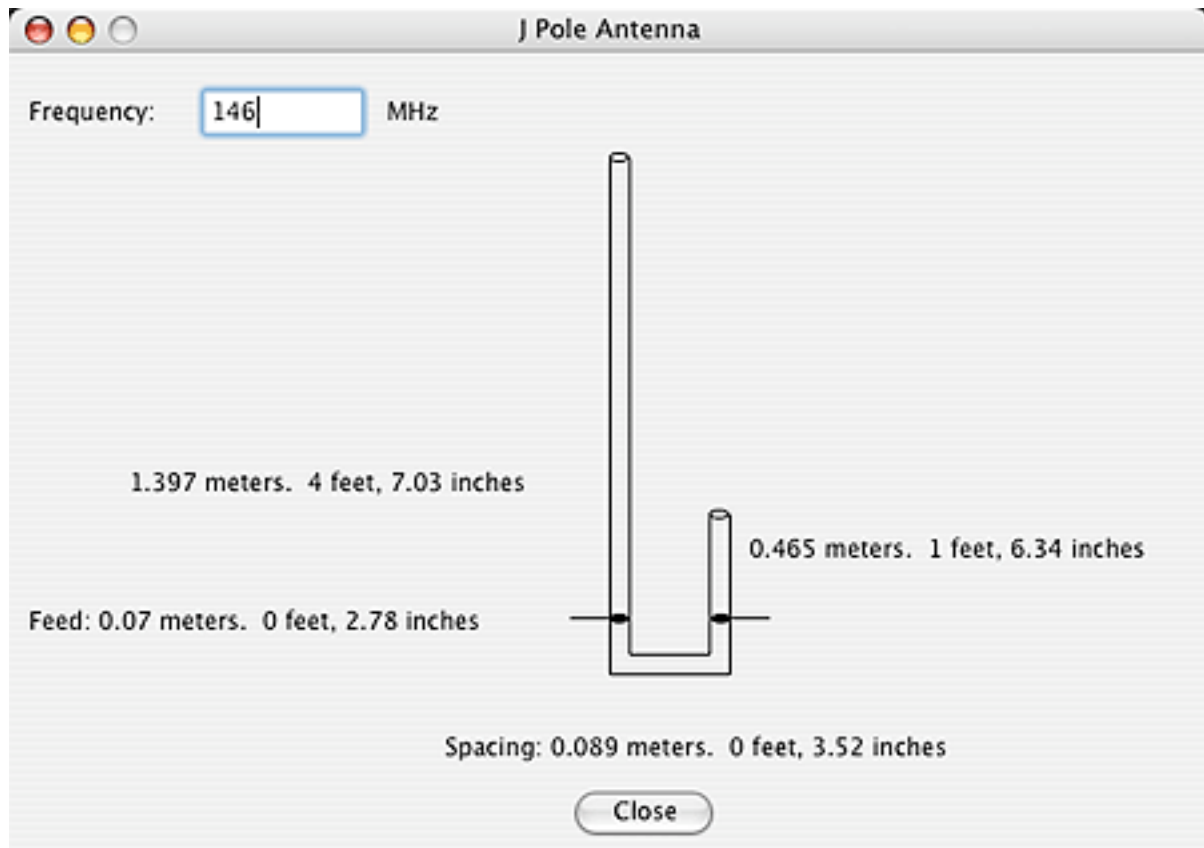 J Pole Antenna
Frequency: 146 MHz
1.397 meters.  4 feet, 7.03 inches
0.465 meters.  1 feet, 6.34 inches
Feed: 0.07 meters.  0 feet, 2.78 inches
Spacing: 0.089 meters.  0 feet, 3.52 inches
Close